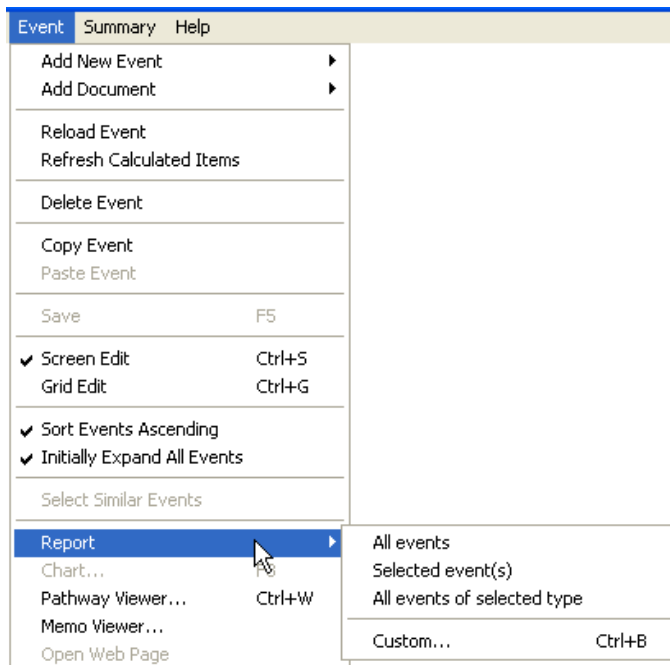 Event Summary Help
Add New Event
Add Document
Reload Event
Refresh Calculated Items
Delete Event
Copy Event
Paste Event
Save F5
Screen Edit Ctrl+S
Grid Edit Ctrl+G
Sort Events Ascending
Initially Expand All Events
Select Similar Events
Report
All events
Chart...
Selected event(s)
Pathway Viewer... Ctrl+W
All events of selected type
Memo Viewer...
Custom... Ctrl+B
Open Web Page